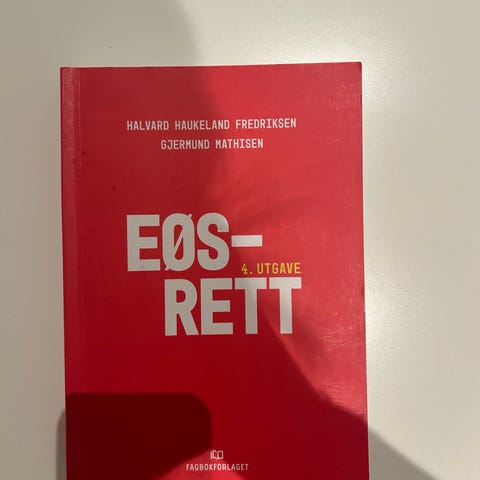 HALVARD HAUKELAND FREDRIKSEN
GJERMUND MATHISEN
EØS-
4. UTGAVE
RETT
FAGBOKFORLAGET